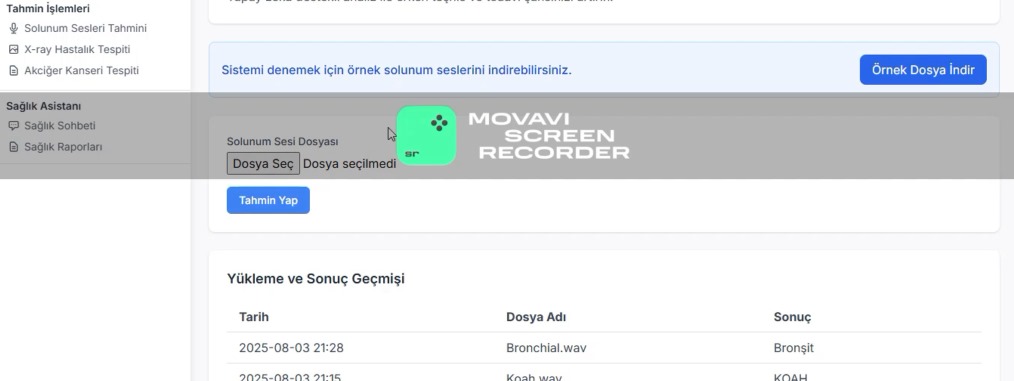 Tahmin İşlemleri
Solunum Sesleri Tahmini
X-ray Hastalık Tespiti
Akciğer Kanseri Tespiti
Sağlık Asistanı
Sağlık Sohbeti
Sağlık Raporları
Sistemi denemek için örnek solunum seslerini indirebilirsiniz.
Örnek Dosya İndir
MOVAVI
SCREEN
RECORDER
sr
Solunum Sesi Dosyası
Dosya Seç Dosya seçilmedi
Tahmin Yap
Yükleme ve Sonuç Geçmişi
Tarih Dosya Adı Sonuç
2025-08-03 21:28 Bronchial.wav Bronşit
2025-08-03 21:15 Koah.wav KOAH